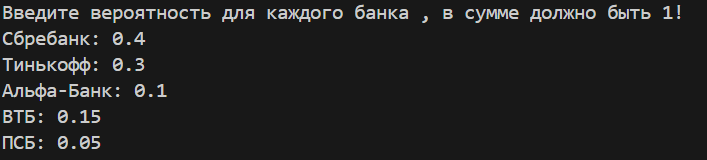 Введите вероятность для каждого банка , в сумме должно быть 1!
Сбребанк: 0.4
Тинькофф: 0.3
Альфа-Банк: 0.1
ВТБ: 0.15
ПСБ: 0.05